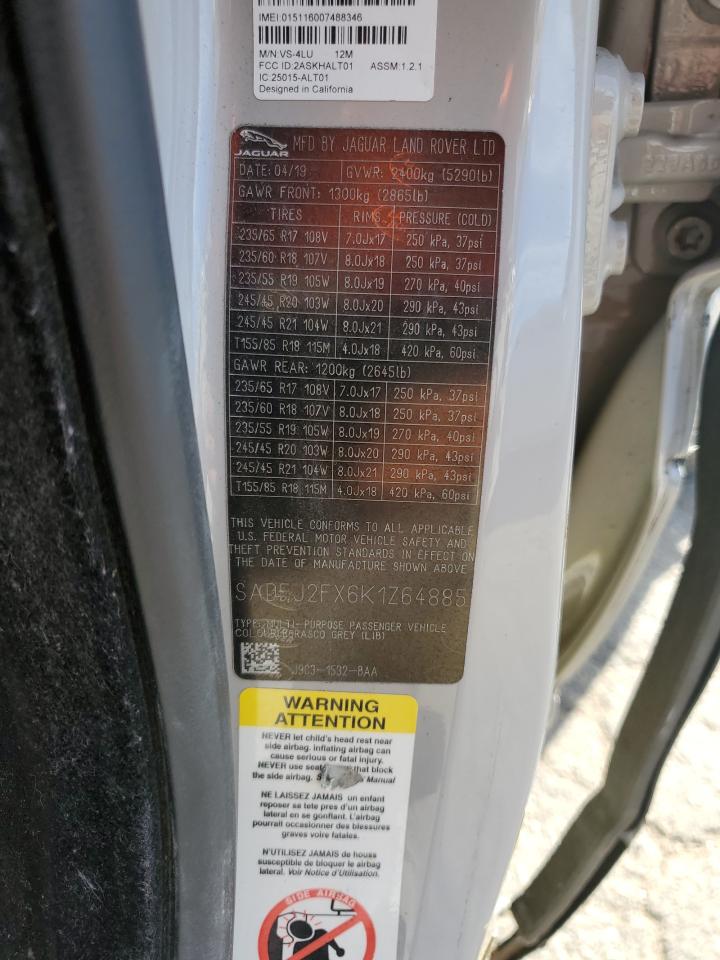 IMEI:015116007488346
M/N:VS-4LU 12M
FCC ID:2ASKHALT01 ASSM:1.2.1
IC:25015-ALT01
Designed in California
JAGUAR MFD BY JAGUAR LAND ROVER LTD
DATE: 04/19 GVWR: 2400kg (5290lb)
GAWR FRONT: 1300kg (2865lb)
TIRES RIMS PRESSURE (COLD)
235/65 R17 108V 7.0Jx17 250 kPa, 37psi
235/60 R18 107V 8.0Jx18 250 kPa, 37psi
235/55 R19 105W 8.0Jx19 270 kPa, 40psi
245/45 R20 103W 8.0Jx20 290 kPa, 43psi
245/45 R21 104W 8.0Jx21 290 kPa, 43psi
T155/85 R18 115M 4.0Jx18 420 kPa, 60psi
GAWR REAR: 1200kg (2645lb)
235/65 R17 108V 7.0Jx17 250 kPa, 37psi
235/60 R18 107V 8.0Jx18 250 kPa, 37psi
235/55 R19 105W 8.0Jx19 270 kPa, 40psi
245/45 R20 103W 8.0Jx20 290 kPa, 43psi
245/45 R21 104W 8.0Jx21 290 kPa, 43psi
T155/85 R18 115M 4.0Jx18 420 kPa, 60psi
THIS VEHICLE CONFORMS TO ALL APPLICABLE
U.S. FEDERAL MOTOR VEHICLE SAFETY AND
THEFT PREVENTION STANDARDS IN EFFECT ON
THE DATE OF MANUFACTURE SHOWN ABOVE
SADFJ2FX6K1Z64885
TYPE: MULTI-PURPOSE PASSENGER VEHICLE
COLOUR: BORASCO GREY (LIB)
J9C3-1532-BAA
WARNING
ATTENTION
NEVER let child's head rest near
side airbag. inflating airbag can
cause serious or fatal injury.
NEVER use that block
the side airbag. Manual
NE LAISSEZ JAMAIS un enfant
reposer sa tete pres d'un airbag
lateral en se gonflant. L'airbag
pourrait occasionner des blessures
graves voire fatales.
N'UTILISEZ JAMAIS de houss
susceptible de bloquer le airbag
lateral. Voir Notice d'Utilisation.
SIDE AIRBAG